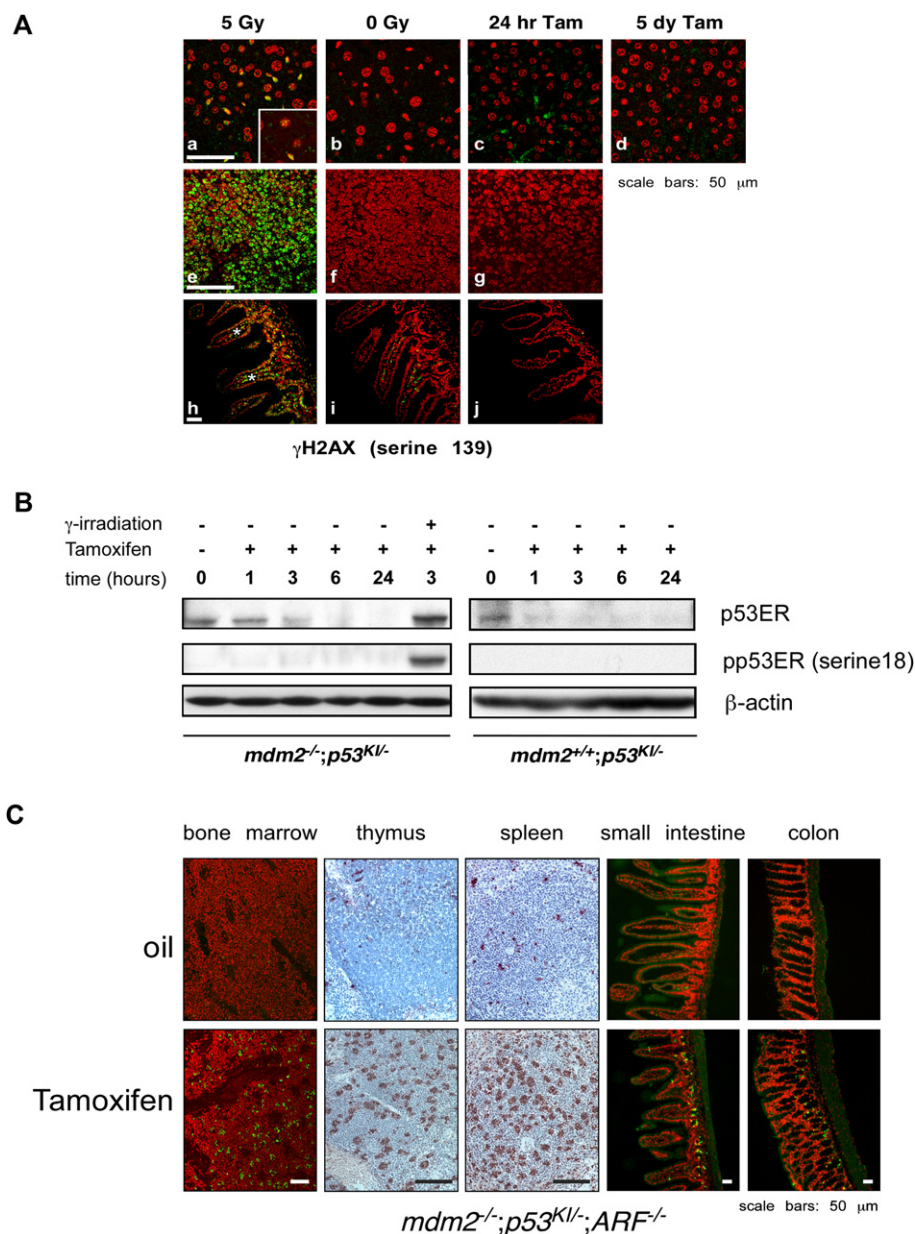 A
5 Gy 0 Gy 24 hr Tam 5 dy Tam
a b c d
scale bars: 50 μm
e f g
* *
h i j
γH2AX (serine 139)
B
γ-irradiation - - - - - + - - - - -
Tamoxifen - + + + + + - + + + +
time (hours) 0 1 3 6 24 3 0 1 3 6 24
p53ER
pp53ER (serine18)
β-actin
mdm2-/-;p53KI/- mdm2+/+;p53KI/-
C
bone marrow thymus spleen small intestine colon
oil
Tamoxifen
scale bars: 50 μm
mdm2-/-;p53KI/-;ARF-/-